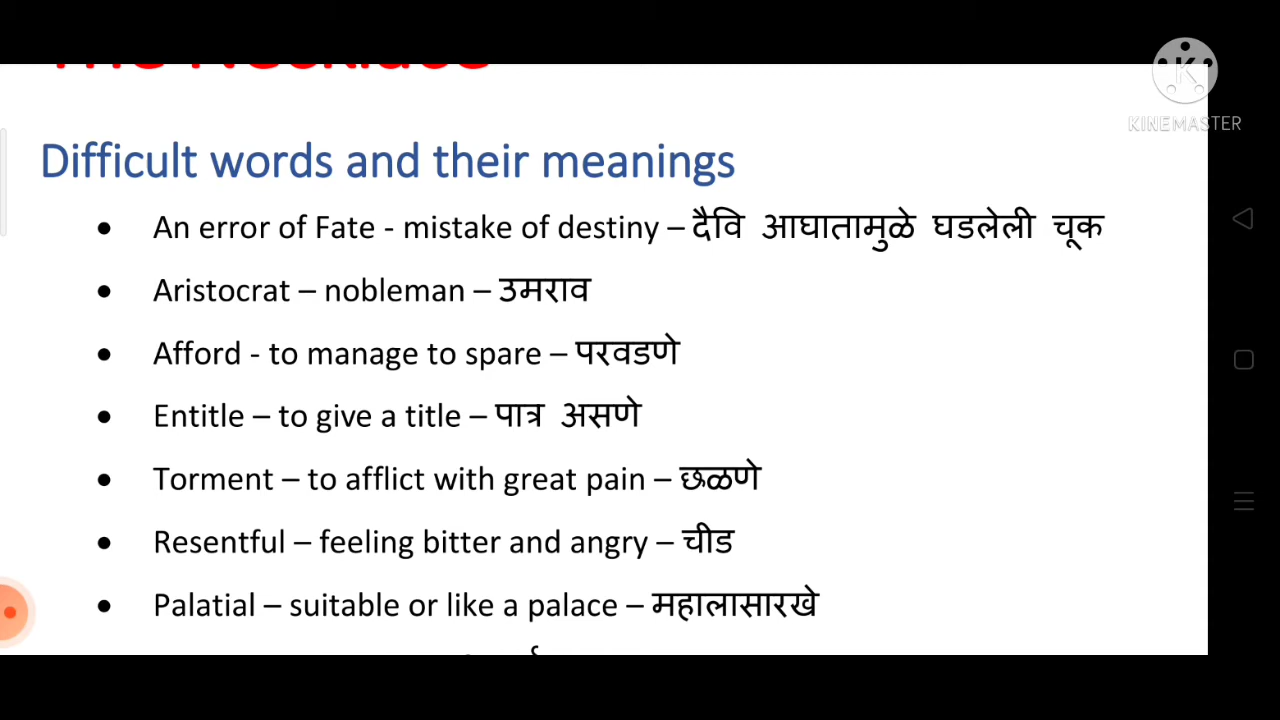 The Necklace
KINEMASTER
Difficult words and their meanings
• An error of Fate - mistake of destiny – दैवि आघातामुळे घडलेली चूक
• Aristocrat – nobleman – उमराव
• Afford - to manage to spare – परवडणे
• Entitle – to give a title – पात्र असणे
• Torment – to afflict with great pain – छळणे
• Resentful – feeling bitter and angry – चीड
• Palatial – suitable or like a palace – महालासारखे